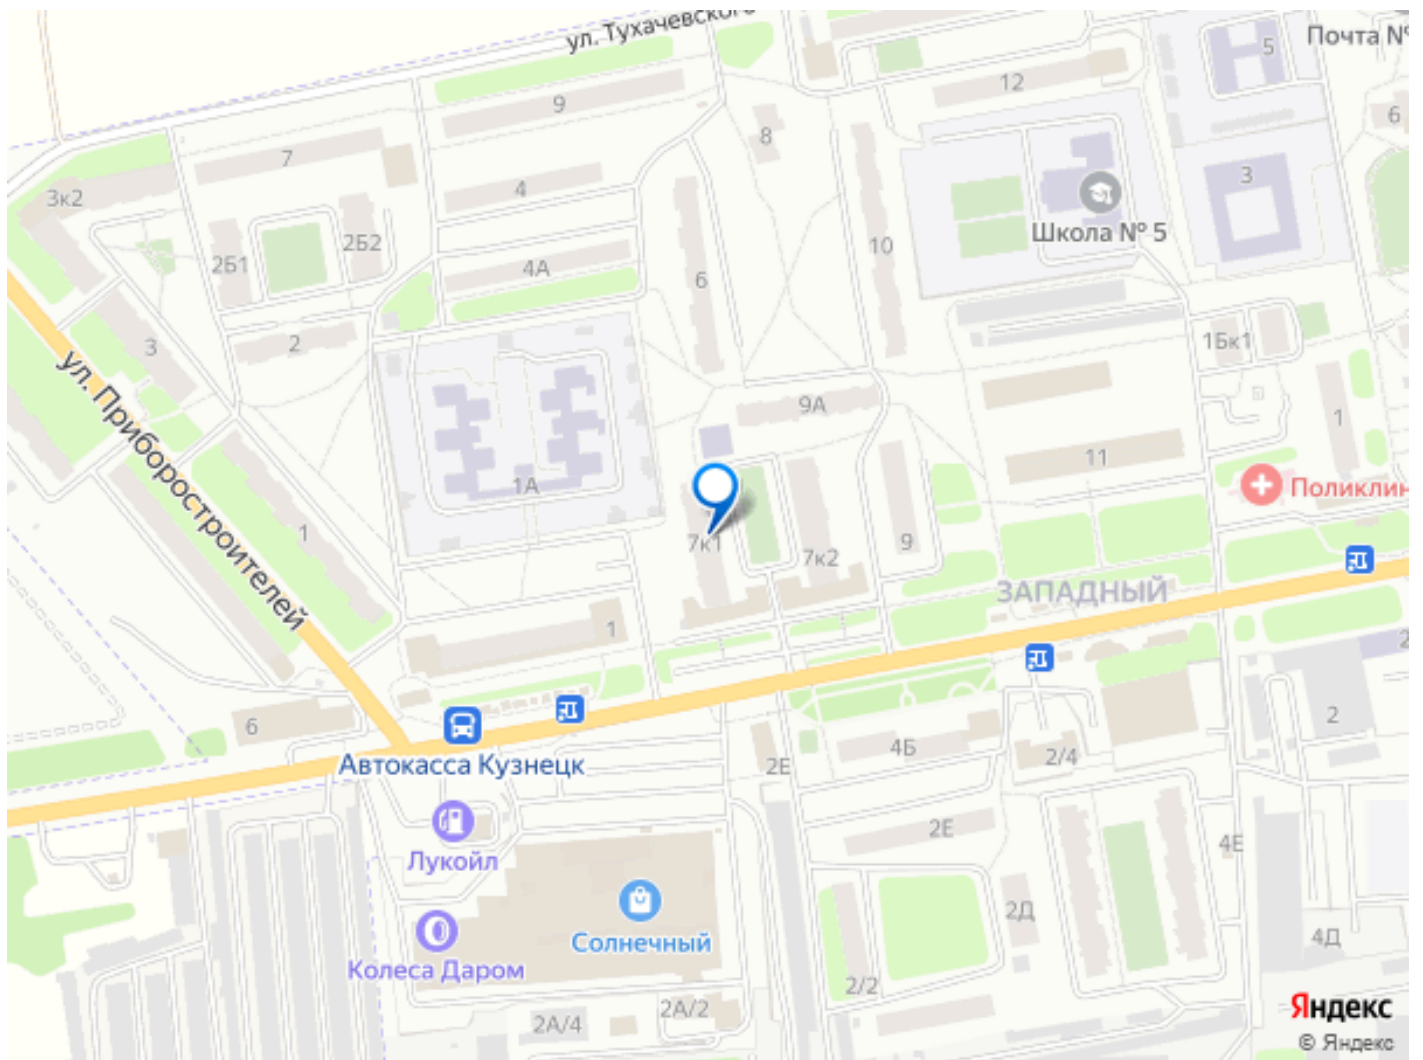 ул. Тухачевского
Почта №
5
12
9
6
8
7
4
3
3к2
Школа № 5
10
2Б2
2Б1
4А
6
1Бк1
2
3
9А
1
ул. Приборостроителей
11
1А
Поликлин
1
9
7к1
7к2
ЗАПАДНЫЙ
1
2
2
6
4Б
2/4
2Е
Автокасса Кузнецк
2Е
4Е
Лукойл
2Д
4Д
Солнечный
Колеса Даром
2/2
2А/2
2А/4
Яндекс
© Яндекс